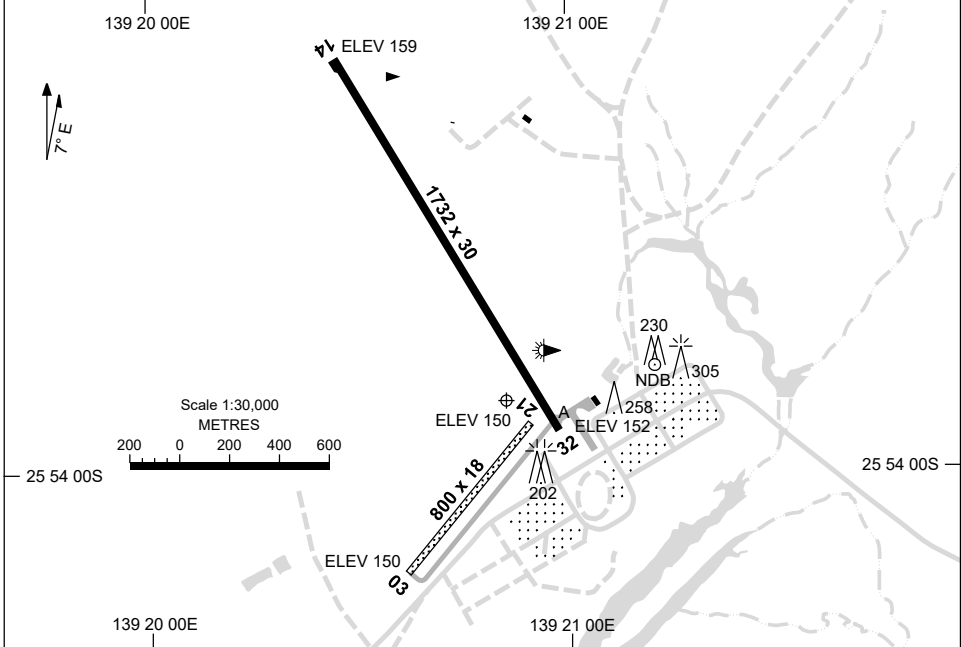 139 20 00E
139 21 00E
14
ELEV 159
7° E
1732 x 30
230
NDB
305
258
Scale 1:30,000
METRES
200 0 200 400 600
21
ELEV 150
A
ELEV 152
32
25 54 00S
25 54 00S
800 x 18
202
ELEV 150
03
139 20 00E
139 21 00E